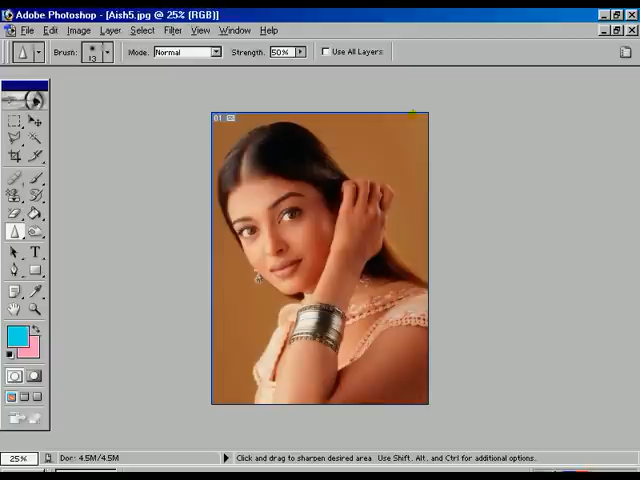 Adobe Photoshop - [Aish5.jpg @ 25% (RGB)]
File Edit Image Layer Select Filter View Window Help
Brush: 13 Mode: Normal Strength: 50% Use All Layers
01
T
25% Doc: 4.5M/4.5M Click and drag to sharpen desired area Use Shift, Alt, and Ctrl for additional options.